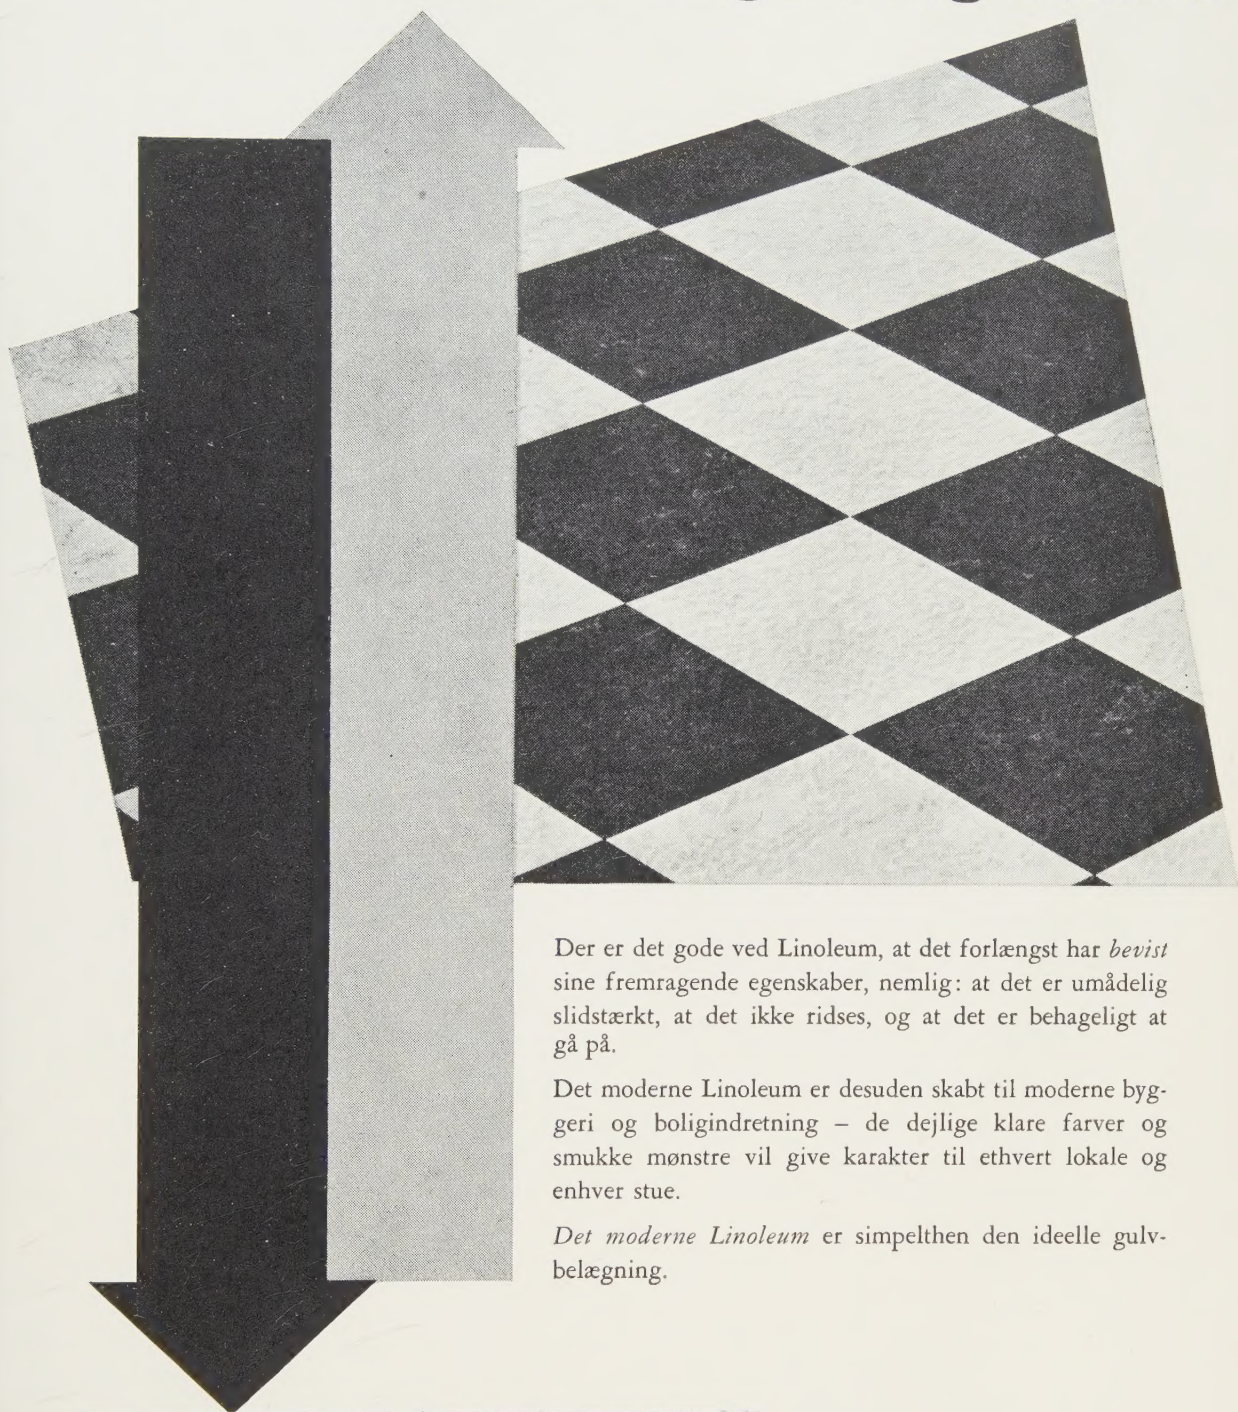 Der er det gode ved Linoleum, at det forlængst har bevist
sine fremragende egenskaber, nemlig: at det er umådelig
slidstærkt, at det ikke ridses, og at det er behageligt at
gå på.
Det moderne Linoleum er desuden skabt til moderne byg-
geri og boligindretning – de dejlige klare farver og
smukke mønstre vil give karakter til ethvert lokale og
enhver stue.
Det moderne Linoleum er simpelthen den ideelle gulv-
belægning.